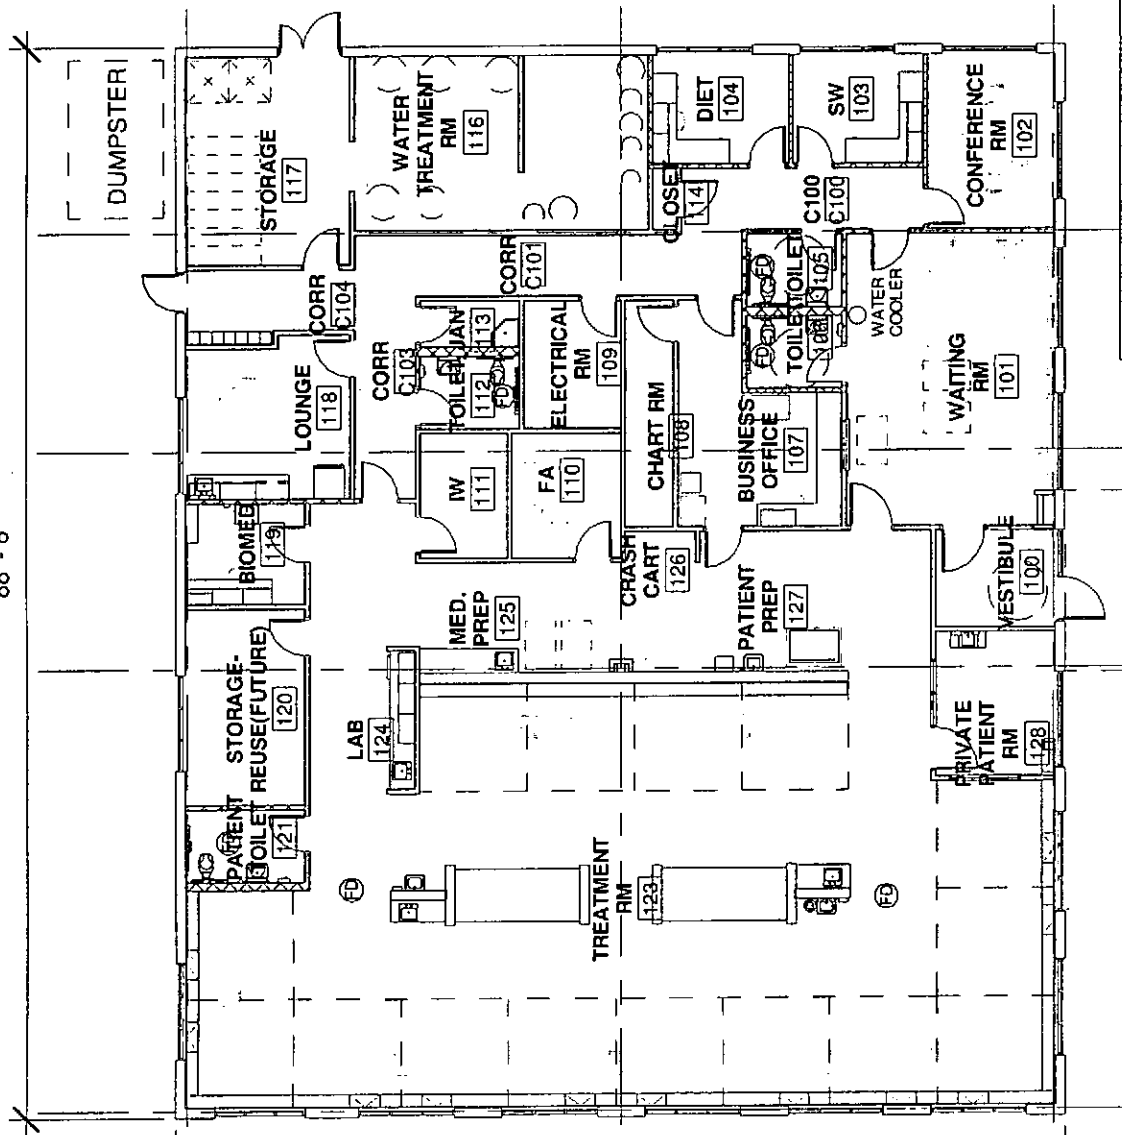 DUMPSTER
STORAGE
117
WATER
TREATMENT
RM
116
DIET
104
SW
103
CONFERENCE
RM
102
CLOSET
114
C100
C100
CORR
C101
CORR
C104
TOILET
105
FD
TOILET
106
FD
WATER
COOLER
WAITING
RM
101
JAN
113
TOILET
112
FD
CORR
C103
ELECTRICAL
RM
109
LOUNGE
118
CHART RM
108
BUSINESS
OFFICE
107
IW
111
FA
110
BIOMED
119
CRASH
CART
126
VESTIBULE
100
MED.
PREP
125
PATIENT
PREP
127
STORAGE-
REUSE(FUTURE)
120
LAB
124
PRIVATE
PATIENT
RM
128
PATIENT
TOILET
121
FD
FD
TREATMENT
RM
123
FD